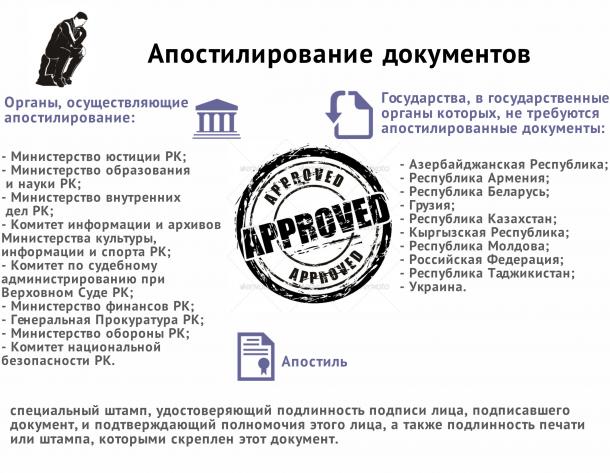 Апостилирование документов
Органы, осуществляющие
апостилирование:
- Министерство юстиции РК;
- Министерство образования
и науки РК;
- Министерство внутренних
дел РК;
- Комитет информации и архивов
Министерства культуры,
информации и спорта РК;
- Комитет по судебному
администрированию при
Верховном Суде РК;
- Министерство финансов РК;
- Генеральная Прокуратура РК;
- Министерство обороны РК;
- Комитет национальной
безопасности РК.
APPROVED
APPROVED
APPROVED
Государства, в государственные
органы которых, не требуются
апостилированные документы:
- Азербайджанская Республика;
- Республика Армения;
- Республика Беларусь;
- Грузия;
- Республика Казахстан;
- Кыргызская Республика;
- Республика Молдова;
- Российская Федерация;
- Республика Таджикистан;
- Украина.
Апостиль
специальный штамп, удостоверяющий подлинность подписи лица, подписавшего
документ, и подтверждающий полномочия этого лица, а также подлинность печати
или штампа, которыми скреплен этот документ.